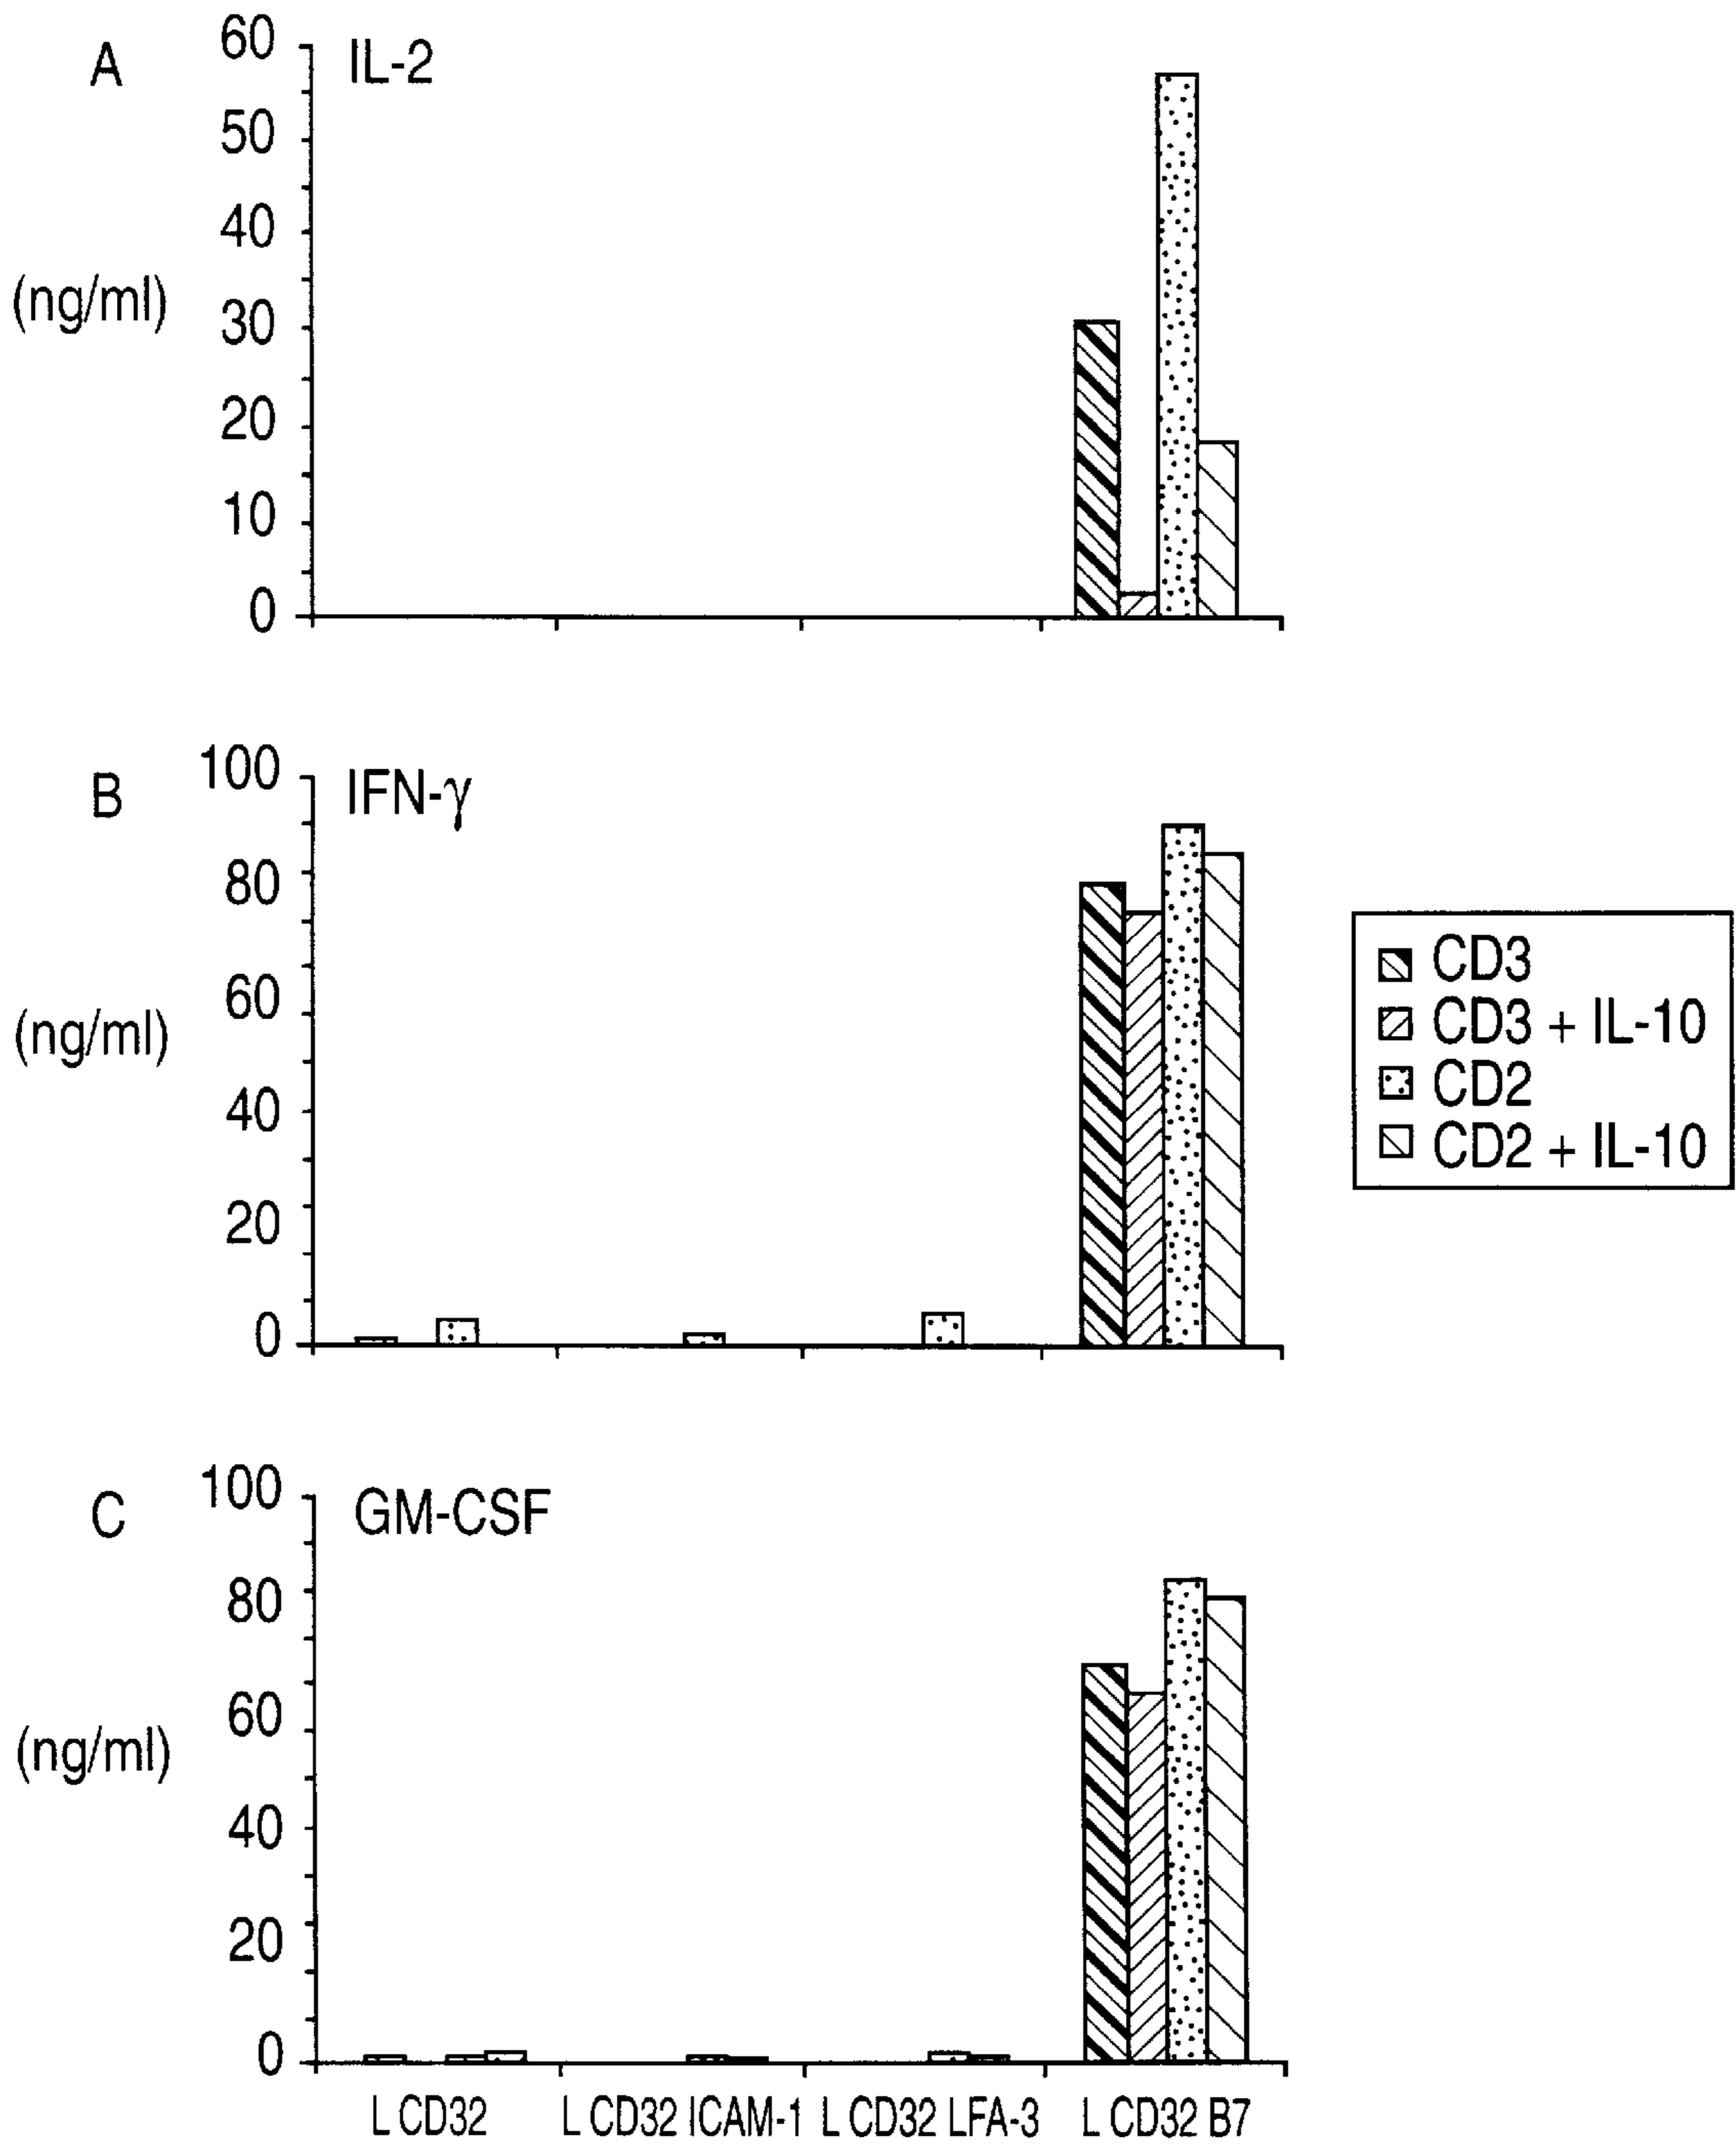 A
IL-2
60
50
40
30
20
10
0
(ng/ml)
B
IFN-γ
100
80
60
40
20
0
(ng/ml)
CD3
CD3 + IL-10
CD2
CD2 + IL-10
C
GM-CSF
100
80
60
40
20
0
(ng/ml)
L CD32 L CD32 ICAM-1 L CD32 LFA-3 L CD32 B7